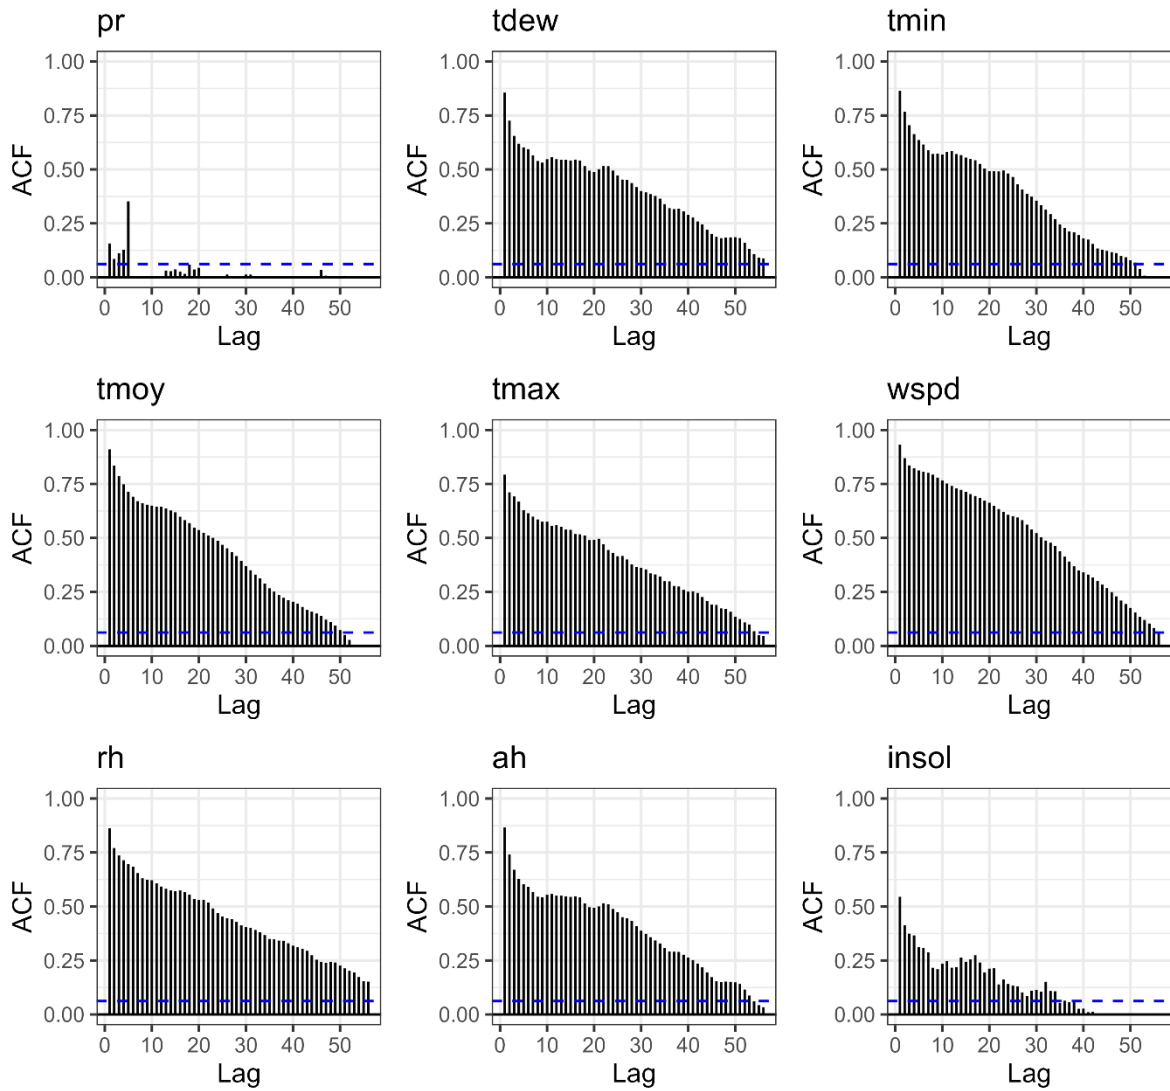 pr tdew tmin
1.00 1.00 1.00
0.75 0.75 0.75
ACF 0.50 ACF 0.50 ACF 0.50
0.25 0.25 0.25
0.00 0.00 0.00
0 10 20 30 40 50 0 10 20 30 40 50 0 10 20 30 40 50
Lag Lag Lag
tmoy tmax wspd
1.00 1.00 1.00
0.75 0.75 0.75
ACF 0.50 ACF 0.50 ACF 0.50
0.25 0.25 0.25
0.00 0.00 0.00
0 10 20 30 40 50 0 10 20 30 40 50 0 10 20 30 40 50
Lag Lag Lag
rh ah insol
1.00 1.00 1.00
0.75 0.75 0.75
ACF 0.50 ACF 0.50 ACF 0.50
0.25 0.25 0.25
0.00 0.00 0.00
0 10 20 30 40 50 0 10 20 30 40 50 0 10 20 30 40 50
Lag Lag Lag